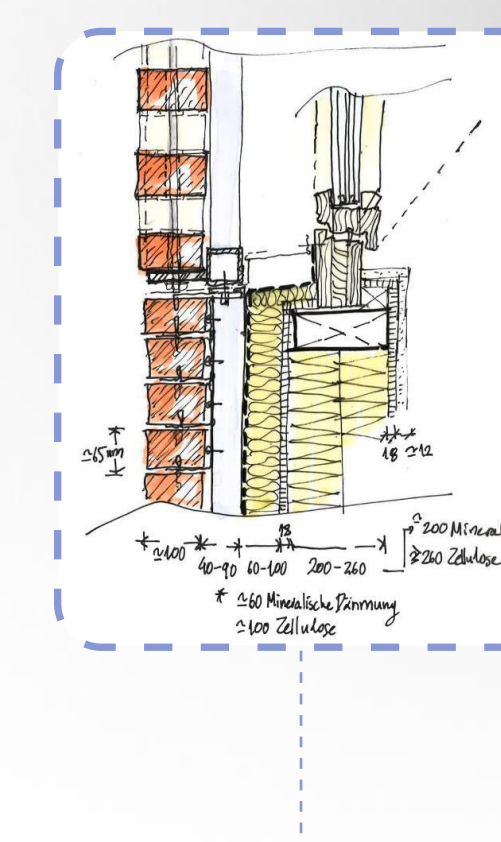 ≃65mm
18 ≃12
18
≃100 40-90 60-100 200-260
≃200 Mineral
≥260 Zellulose
* ≃60 Mineralische Dämmung
≃100 Zellulose